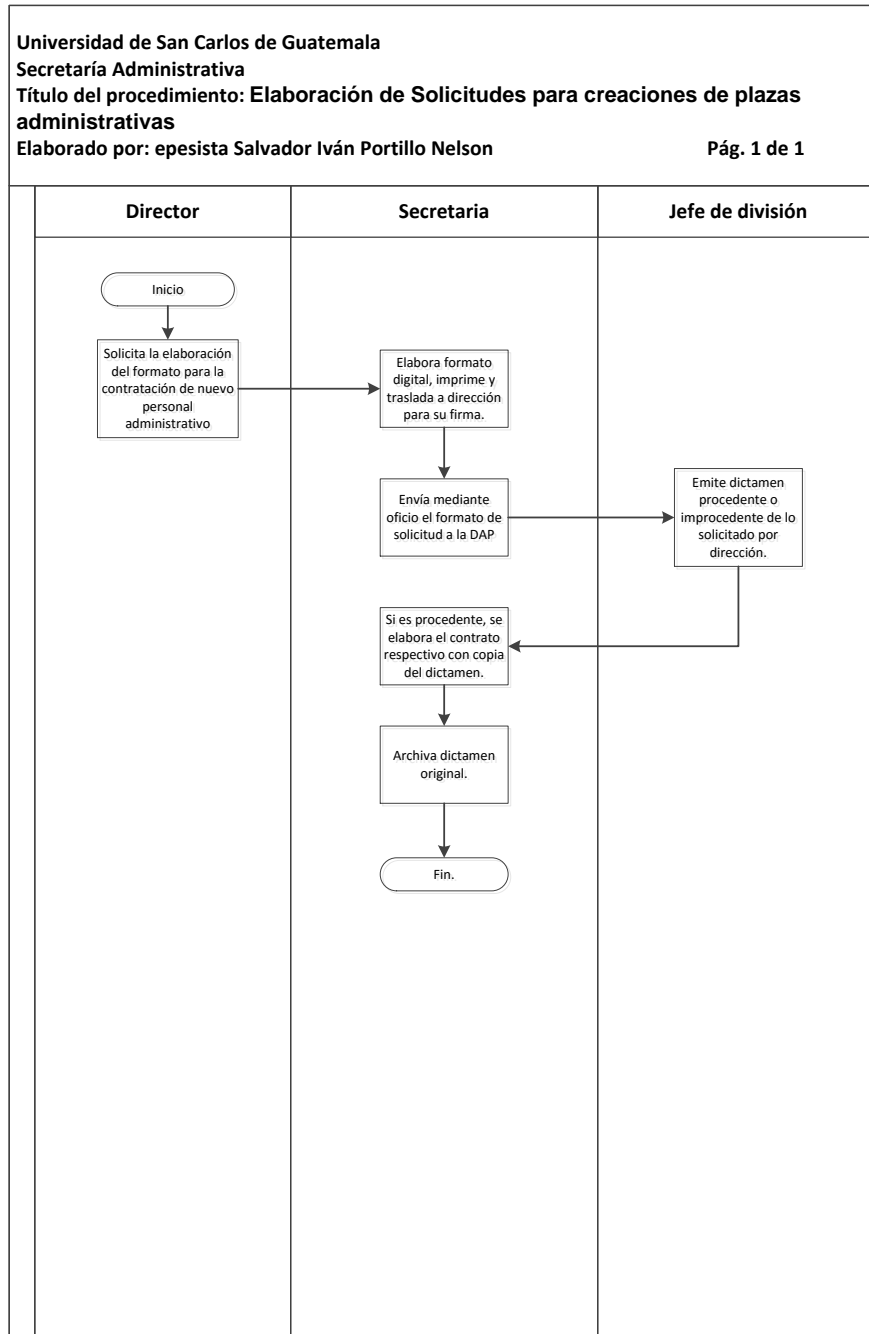 Universidad de San Carlos de Guatemala
Secretaría Administrativa
Título del procedimiento: Elaboración de Solicitudes para creaciones de plazas
administrativas
Elaborado por: epesista Salvador Iván Portillo Nelson Pág. 1 de 1
Director
Secretaria
Jefe de división
Inicio
Solicita la elaboración
del formato para la
contratación de nuevo
personal
administrativo
Elabora formato
digital, imprime y
traslada a dirección
para su firma.
Envía mediante
oficio el formato de
solicitud a la DAP
Emite dictamen
procedente o
improcedente de lo
solicitado por
dirección.
Si es procedente, se
elabora el contrato
respectivo con copia
del dictamen.
Archiva dictamen
original.
Fin.